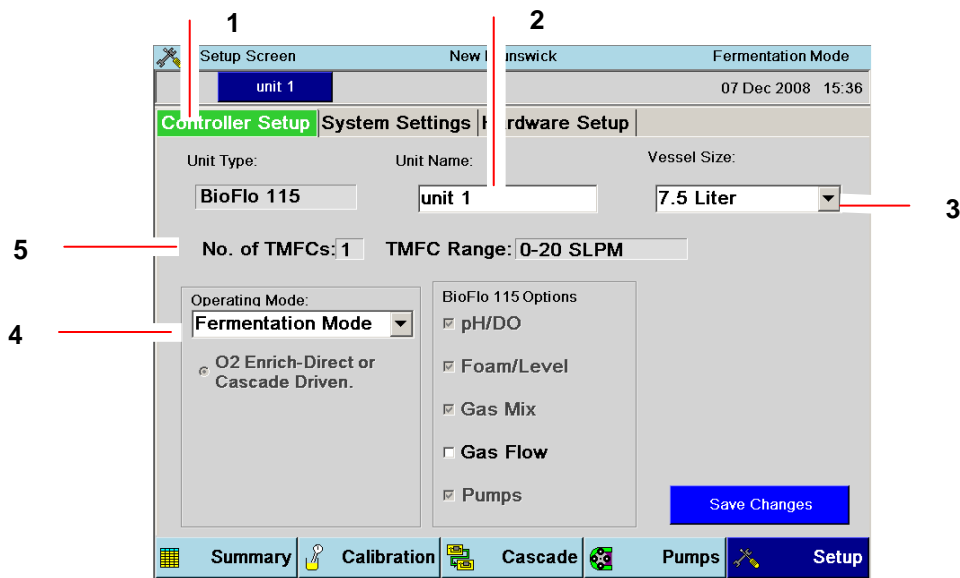 1
2
Setup Screen New Brunswick Fermentation Mode
unit 1 07 Dec 2008 15:36
Controller Setup System Settings Hardware Setup
Unit Type: Unit Name: Vessel Size:
BioFlo 115 unit 1 7.5 Liter
3
5
No. of TMFCs: 1 TMFC Range: 0-20 SLPM
Operating Mode:
Fermentation Mode
4
O2 Enrich-Direct or
Cascade Driven.
BioFlo 115 Options
pH/DO
Foam/Level
Gas Mix
Gas Flow
Pumps
Save Changes
Summary Calibration Cascade Pumps Setup